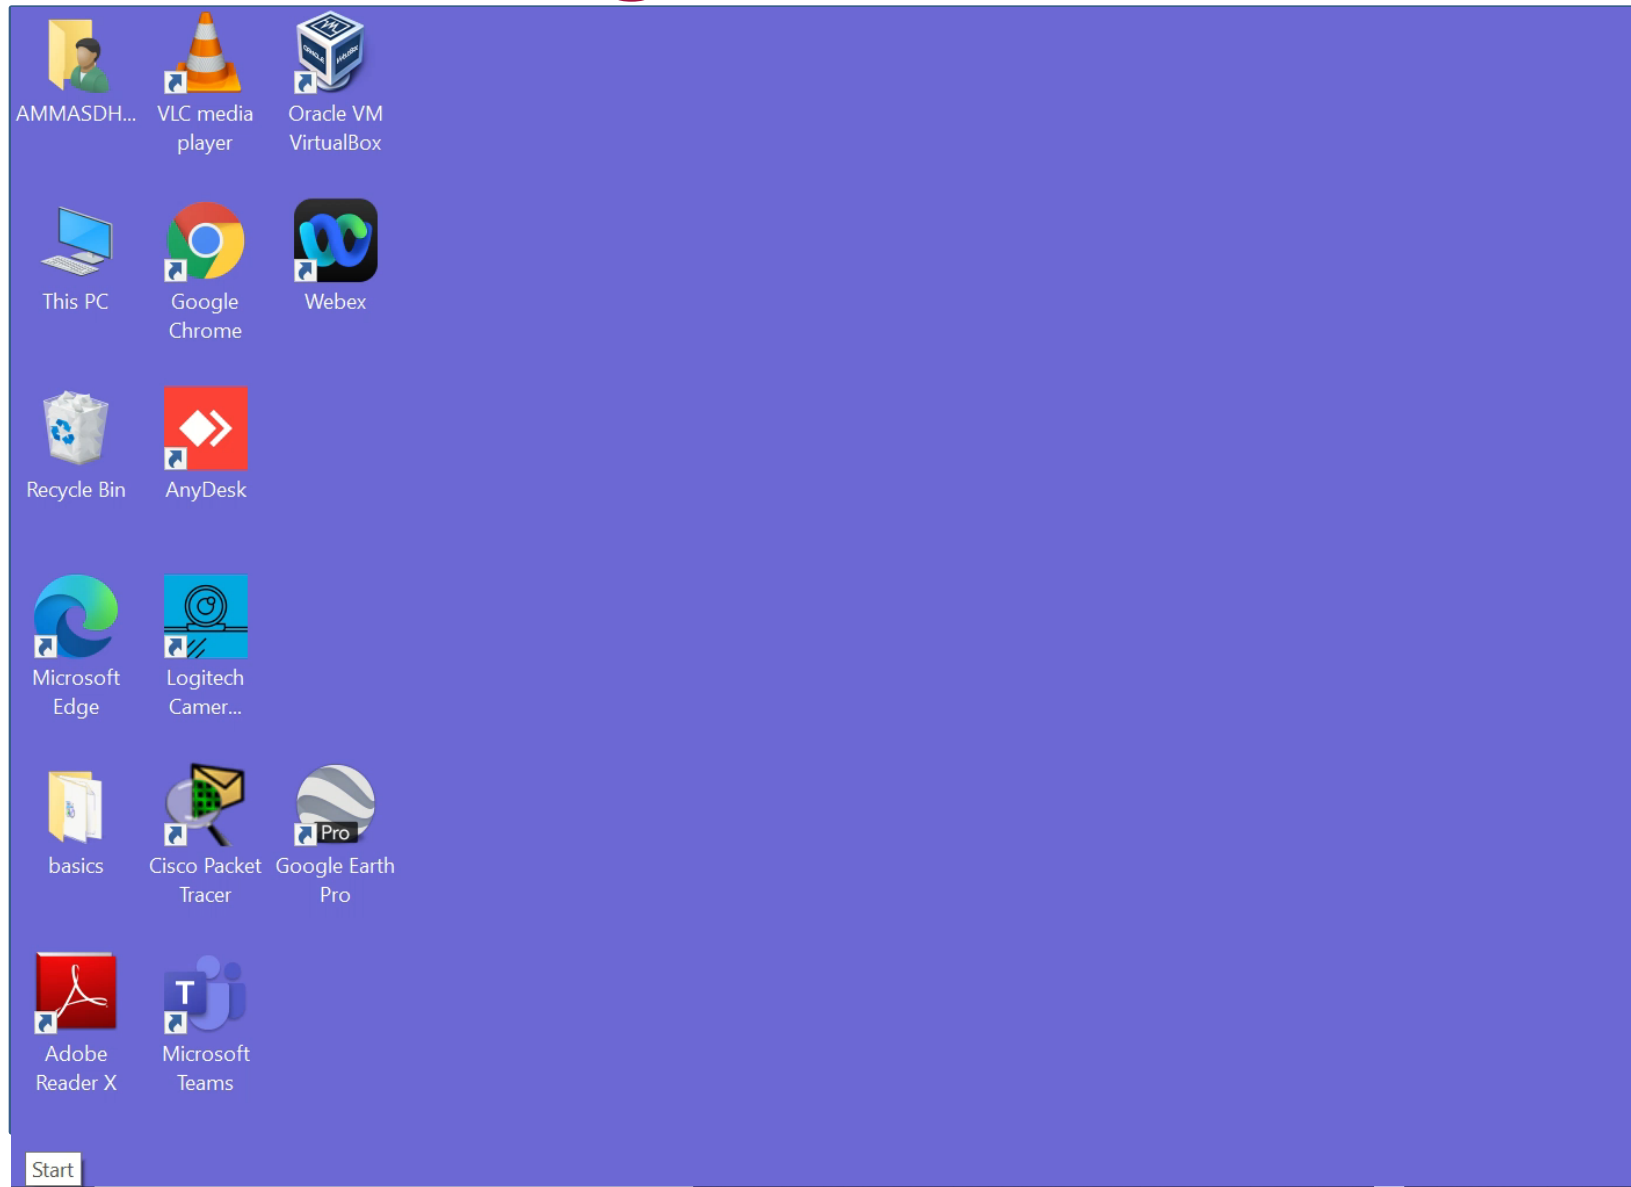 AMMASDH...
VLC media
player
Oracle VM
VirtualBox
This PC
Google
Chrome
Webex
Recycle Bin
AnyDesk
Microsoft
Edge
Logitech
Camer...
basics
Cisco Packet
Tracer
Pro
Google Earth
Pro
Adobe
Reader X
T
Microsoft
Teams
Start